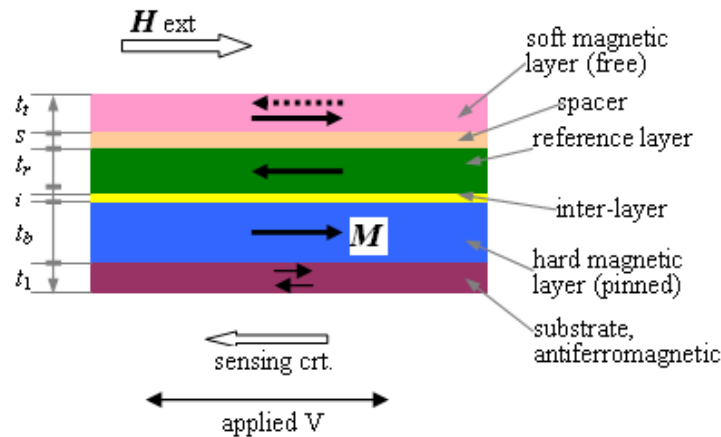 H ext
soft magnetic
layer (free)
spacer
reference layer
inter-layer
hard magnetic
layer (pinned)
substrate,
antiferromagnetic
t_t
s
t_r
i
t_b
t_1
M
sensing crt.
applied V